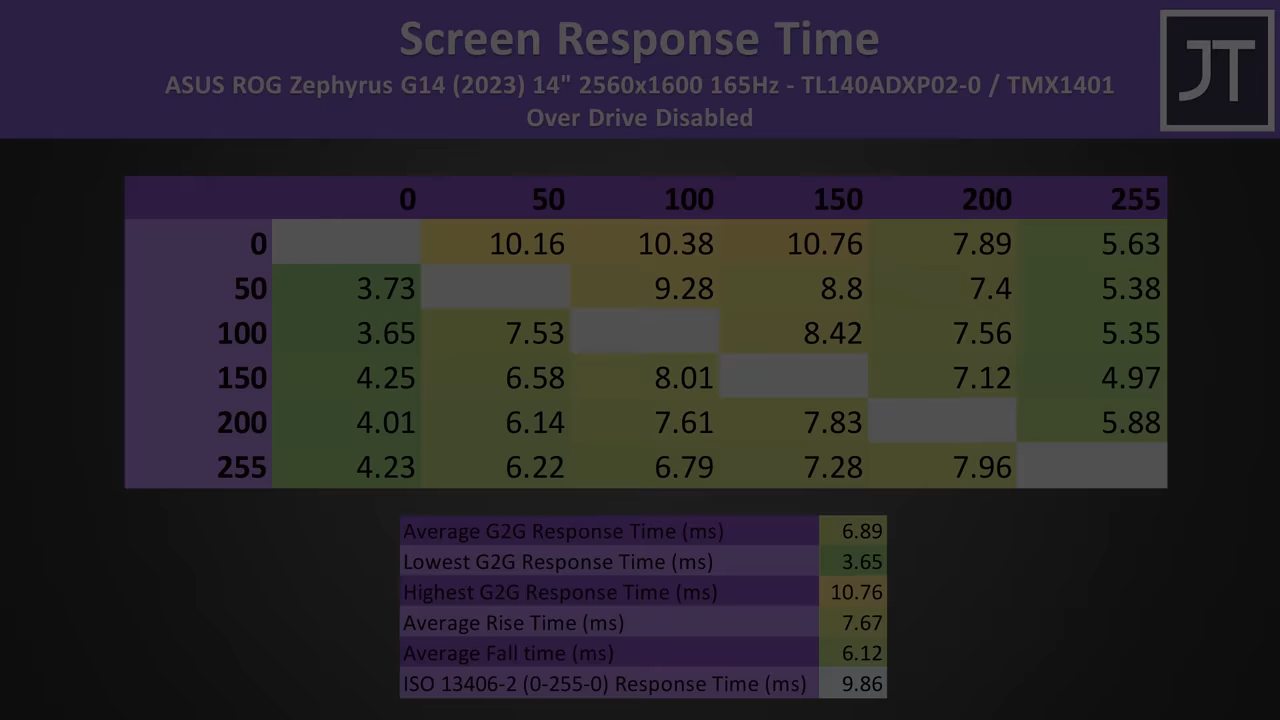 Screen Response Time
JT
ASUS ROG Zephyrus G14 (2023) 14" 2560x1600 165Hz - TL140ADXP02-0 / TMX1401
Over Drive Disabled
0 50 100 150 200 255
0 10.16 10.38 10.76 7.89 5.63
50 3.73 9.28 8.8 7.4 5.38
100 3.65 7.53 8.42 7.56 5.35
150 4.25 6.58 8.01 7.12 4.97
200 4.01 6.14 7.61 7.83 5.88
255 4.23 6.22 6.79 7.28 7.96
Average G2G Response Time (ms) 6.89
Lowest G2G Response Time (ms) 3.65
Highest G2G Response Time (ms) 10.76
Average Rise Time (ms) 7.67
Average Fall time (ms) 6.12
ISO 13406-2 (0-255-0) Response Time (ms) 9.86